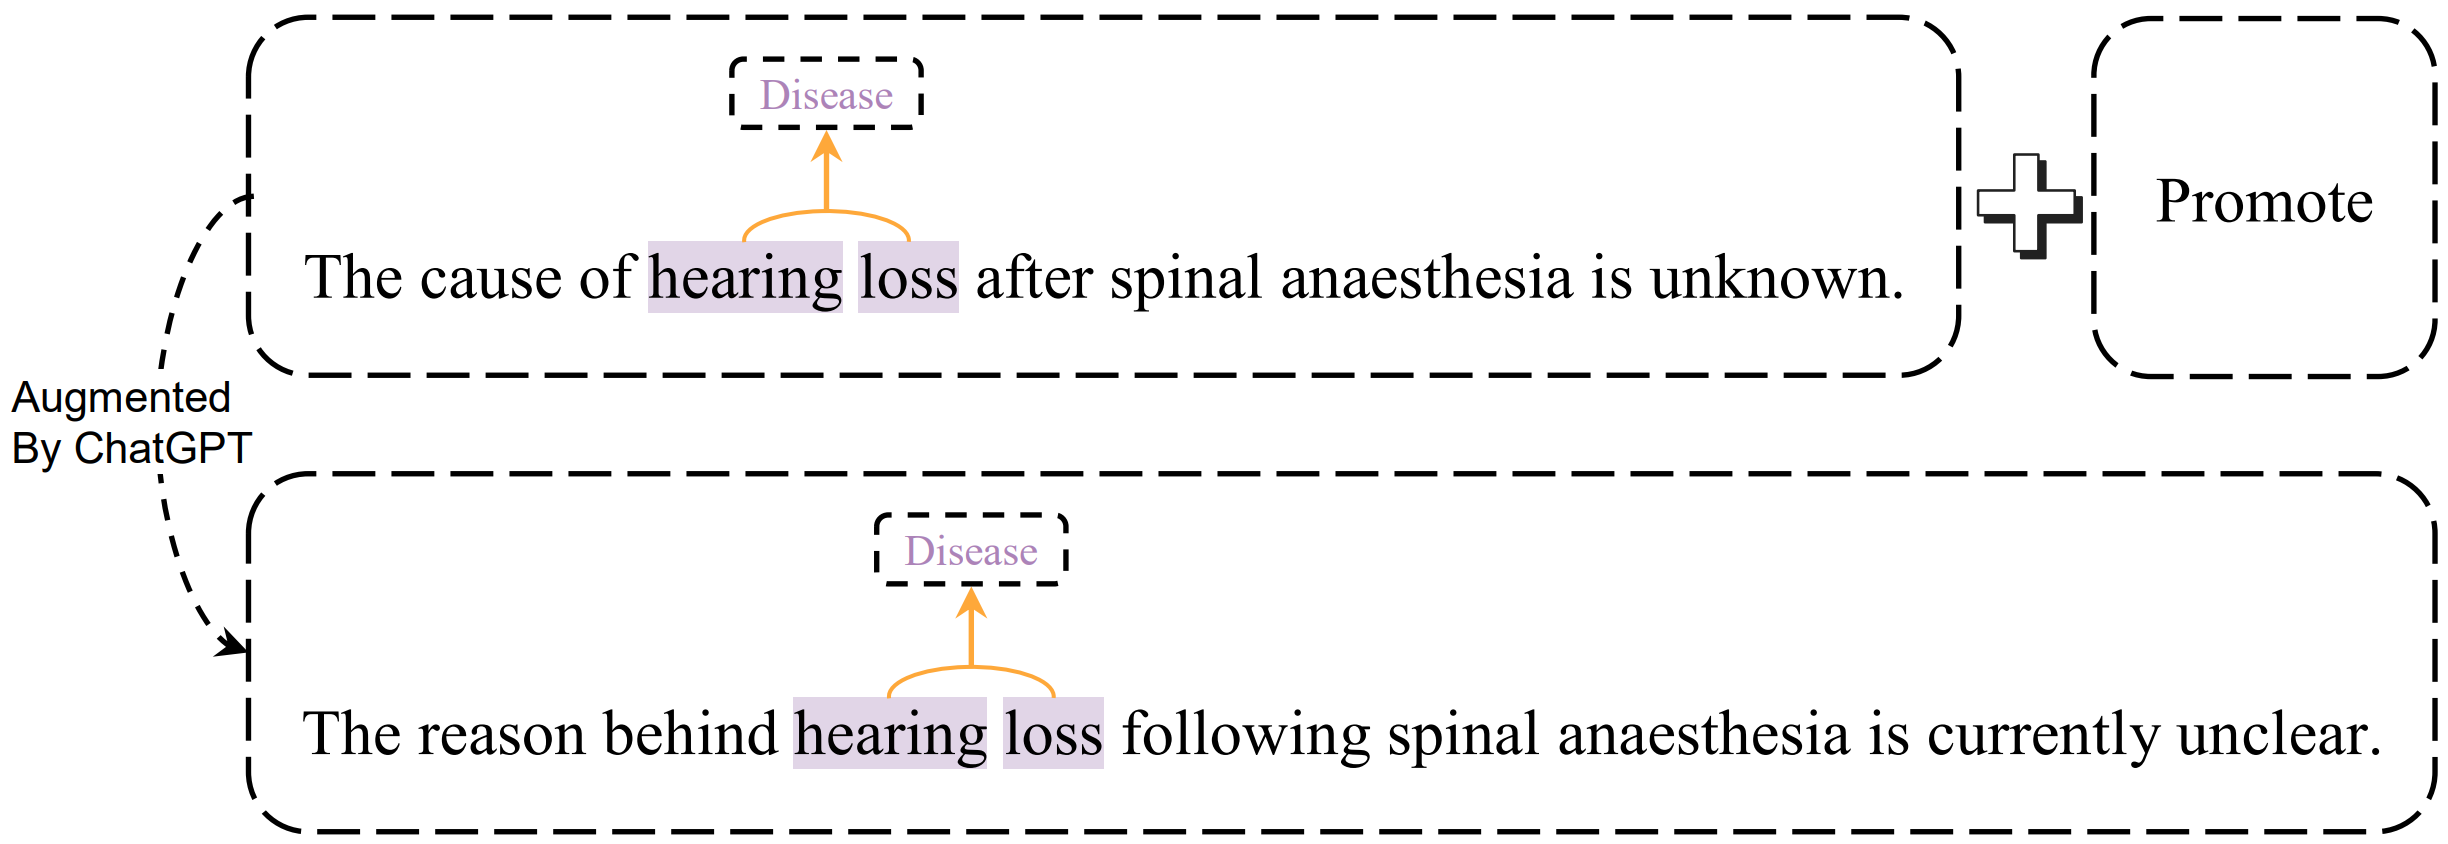 Disease
The cause of hearing loss after spinal anaesthesia is unknown.
Promote
Augmented
By ChatGPT
Disease
The reason behind hearing loss following spinal anaesthesia is currently unclear.